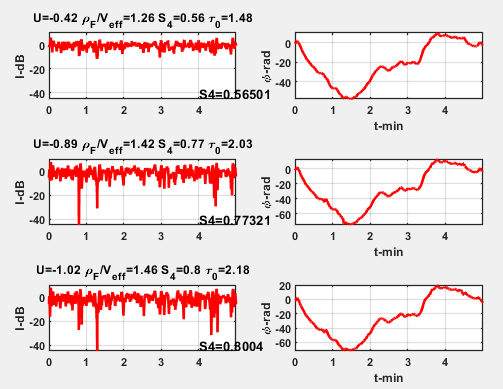 U=-0.42 ρF/Veff=1.26 S4=0.56 τ0=1.48
I-dB
0
-20
-40
0 1 2 3 4
S4=0.56501
ϕ-rad
0
-20
-40
0 1 2 3 4
t-min
U=-0.89 ρF/Veff=1.42 S4=0.77 τ0=2.03
I-dB
0
-20
-40
0 1 2 3 4
S4=0.77321
ϕ-rad
0
-20
-40
-60
0 1 2 3 4
t-min
U=-1.02 ρF/Veff=1.46 S4=0.8 τ0=2.18
I-dB
0
-20
-40
0 1 2 3 4
S4=0.8004
ϕ-rad
20
0
-20
-40
-60
0 1 2 3 4
t-min